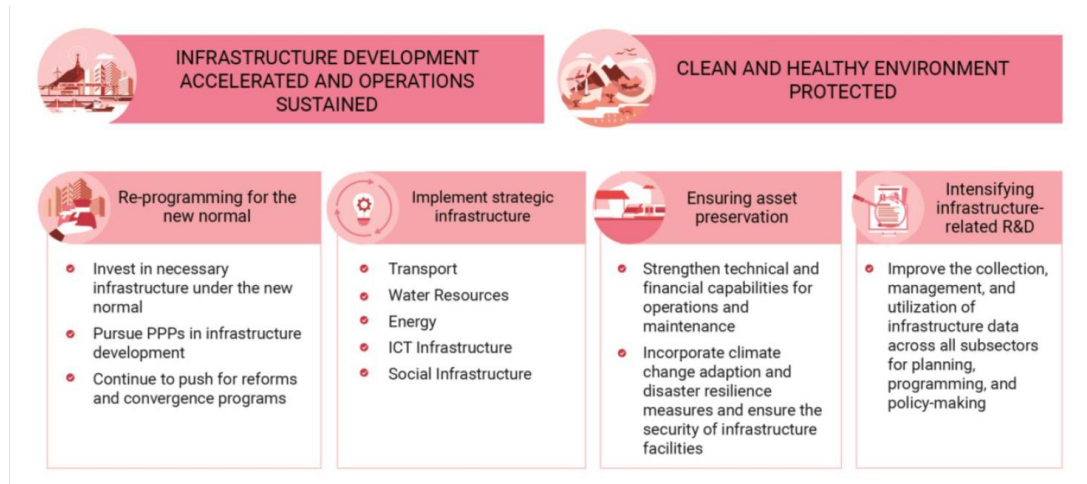 INFRASTRUCTURE DEVELOPMENT
ACCELERATED AND OPERATIONS
SUSTAINED
CLEAN AND HEALTHY ENVIRONMENT
PROTECTED
Re-programming for the
new normal
Invest in necessary
infrastructure under the new
normal
Pursue PPPs in infrastructure
development
Continue to push for reforms
and convergence programs
Implement strategic
infrastructure
Transport
Water Resources
Energy
ICT Infrastructure
Social Infrastructure
Ensuring asset
preservation
Strengthen technical and
financial capabilities for
operations and
maintenance
Incorporate climate
change adaption and
disaster resilience
measures and ensure the
security of infrastructure
facilities
Intensifying
infrastructure-
related R&D
Improve the collection,
management, and
utilization of
infrastructure data
across all subsectors
for planning,
programming, and
policy-making